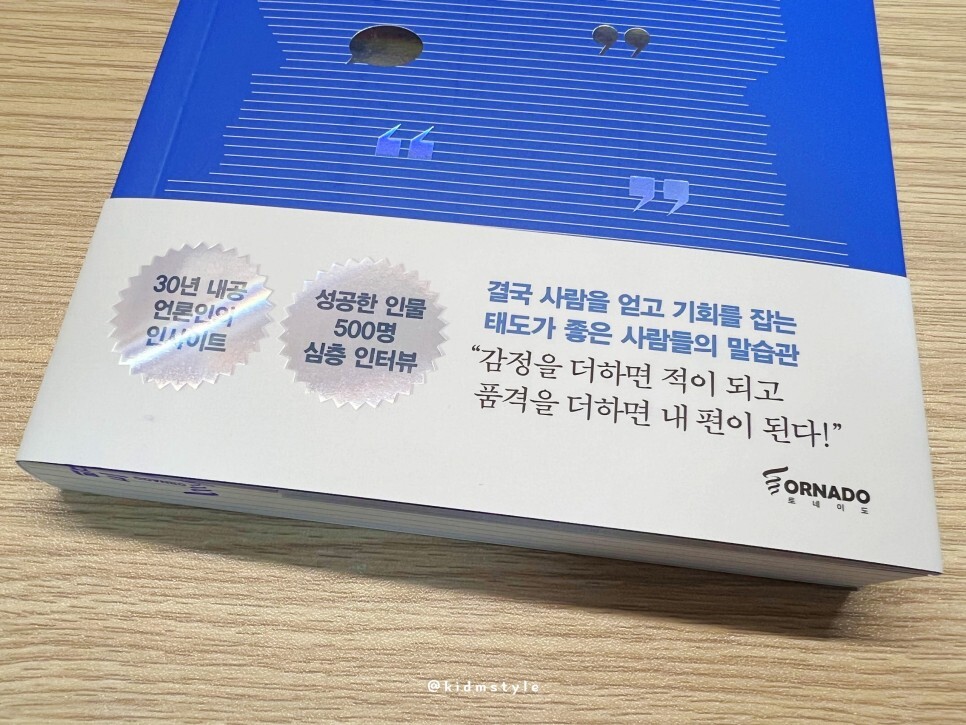 30년 내공
언론인의
인사이트
성공한 인물
500명
심층 인터뷰
결국 사람을 얻고 기회를 잡는
태도가 좋은 사람들의 말습관
“감정을 더하면 적이 되고
품격을 더하면 내 편이 된다!”
TORNADO
토네이도
@kidmstyle